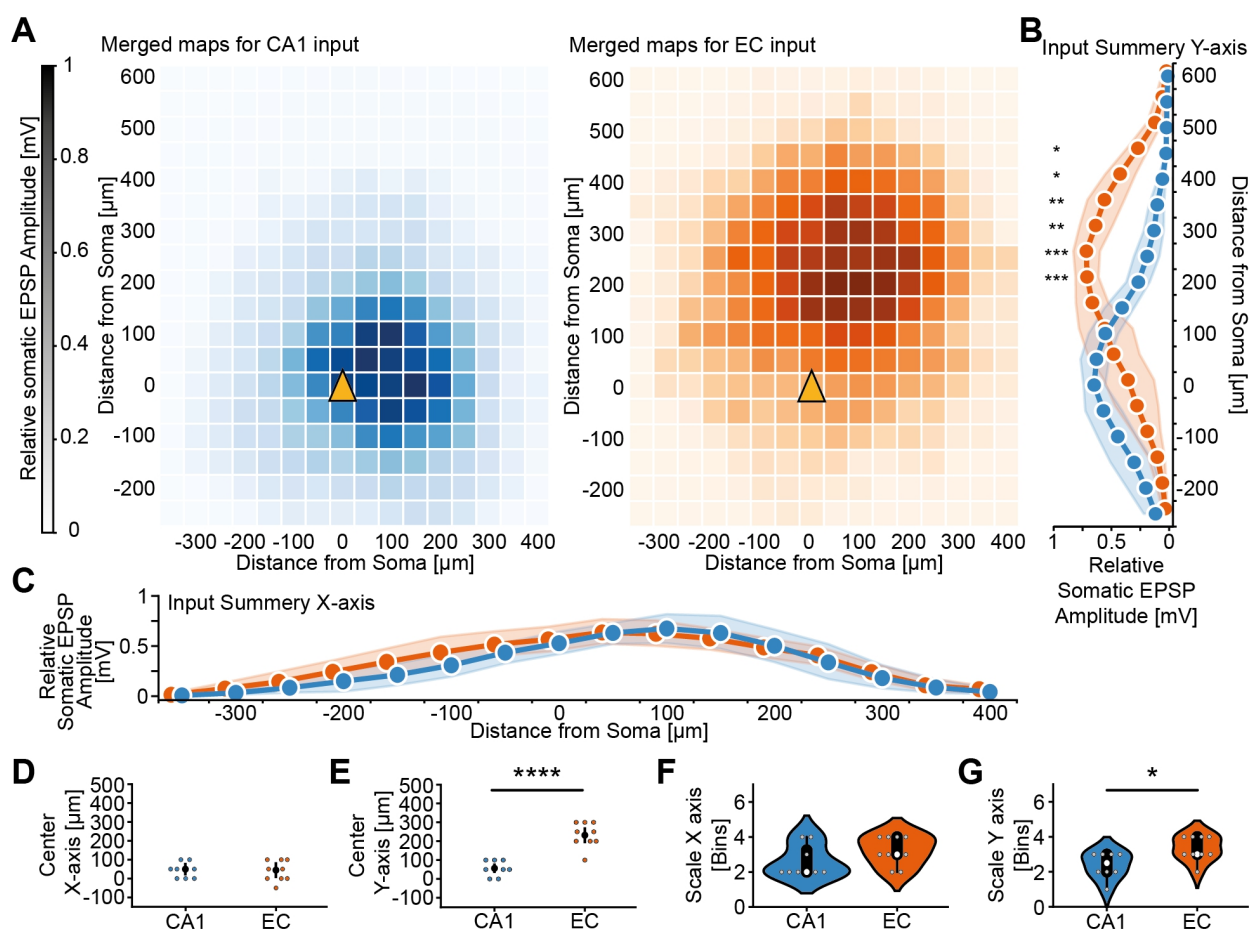 A
Merged maps for CA1 input
Merged maps for EC input
B
Input Summery Y-axis
1
0.8
0.6
0.4
0.2
0
Relative somatic EPSP Amplitude [mV]
600
500
400
300
200
100
0
-100
-200
Distance from Soma [µm]
-300 -200 -100 0 100 200 300 400
Distance from Soma [µm]
600
500
400
300
200
100
0
-100
-200
Distance from Soma [µm]
-300 -200 -100 0 100 200 300 400
Distance from Soma [µm]
*
*
**
**
***
***
600
500
400
300
200
100
0
-100
-200
Distance from Soma [µm]
1 0.5 0
Relative
Somatic EPSP
Amplitude [mV]
C
Input Summery X-axis
1
0.5
0
Relative
Somatic EPSP
Amplitude
[mV]
-300 -200 -100 0 100 200 300 400
Distance from Soma [µm]
D
Center
X-axis [µm]
500
400
300
200
100
0
-100
CA1 EC
E
Center
Y-axis [µm]
500
400
300
200
100
0
-100
****
CA1 EC
F
Scale X axis
[Bins]
6
4
2
0
CA1 EC
G
Scale Y axis
[Bins]
6
4
2
0
*
CA1 EC